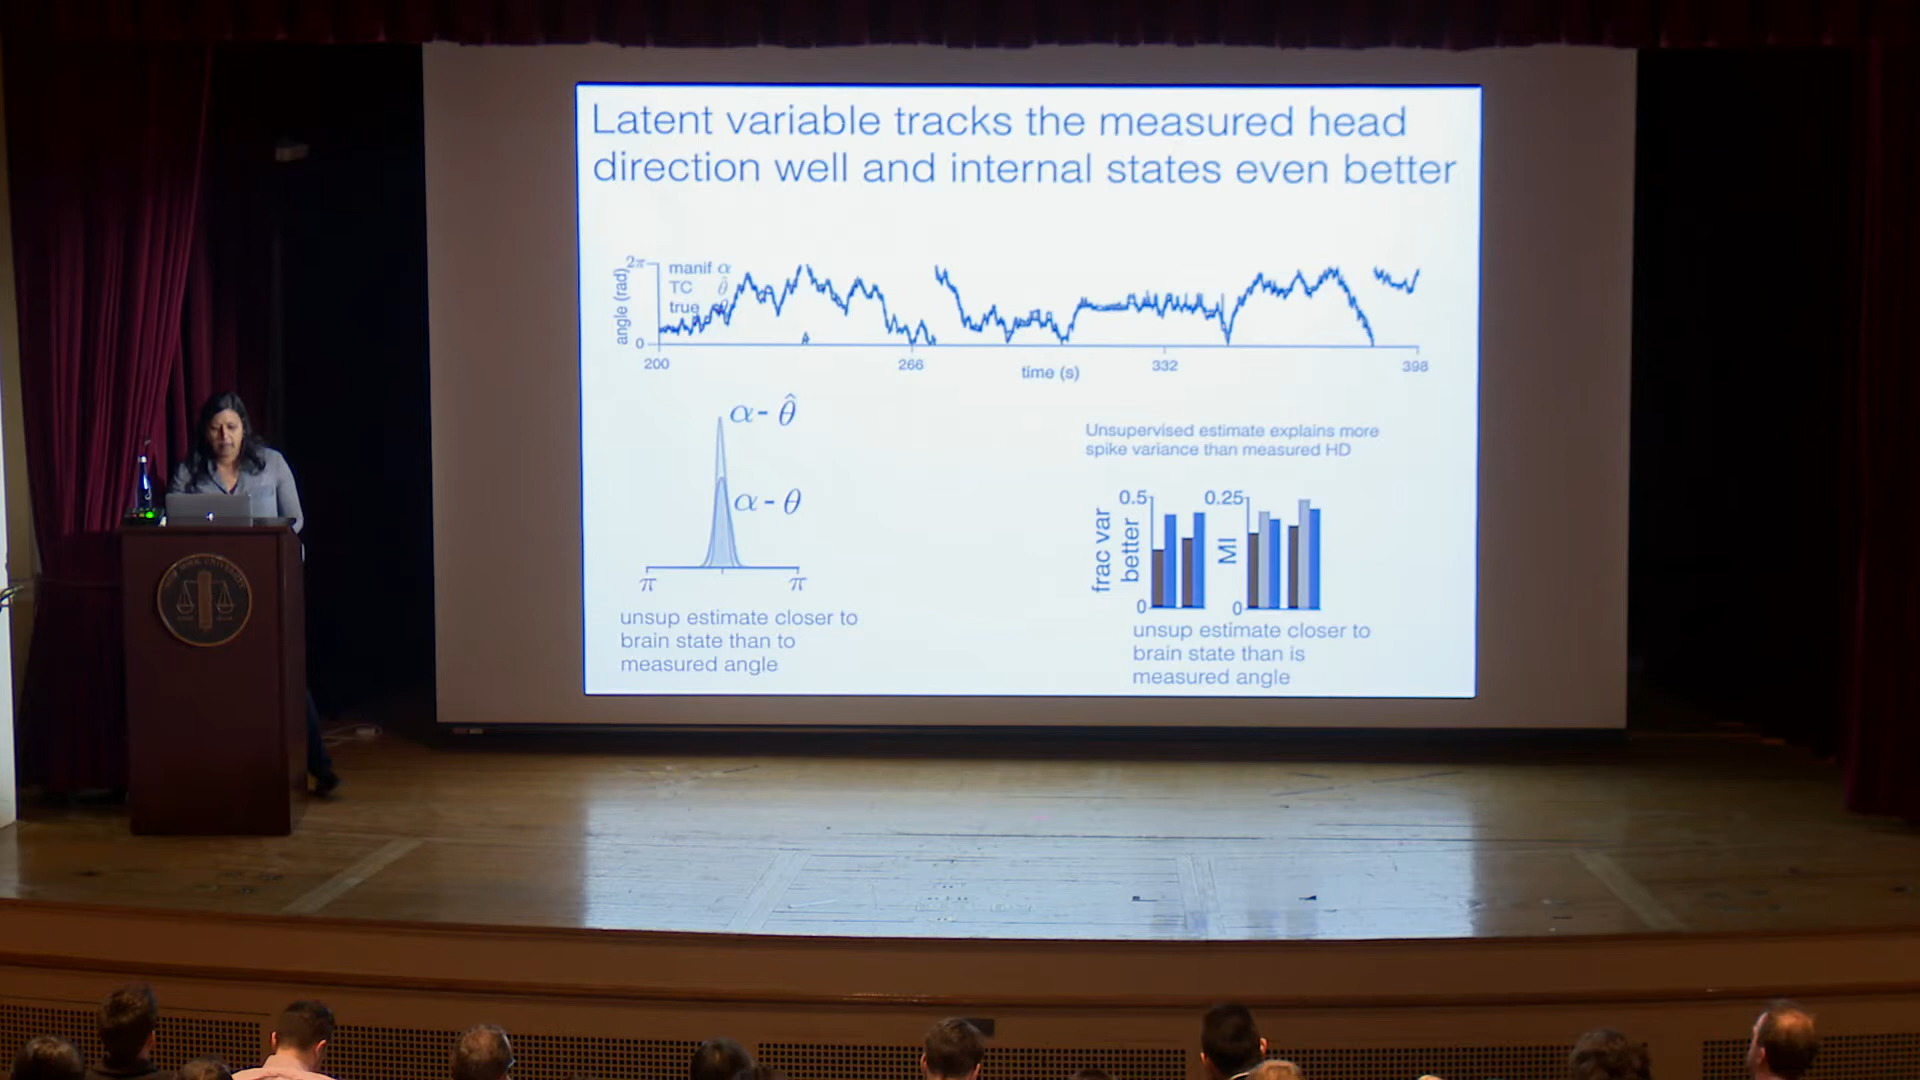 Latent variable tracks the measured head
direction well and internal states even better
2π
manif α
TC θ̂
true θ
angle (rad)
0
200
266
332
398
time (s)
α - θ̂
α - θ
π
π
unsup estimate closer to
brain state than to
measured angle
Unsupervised estimate explains more
spike variance than measured HD
0.5
0.25
frac var
better
MI
0
0
unsup estimate closer to
brain state than is
measured angle
NEW YORK UNIVERSITY